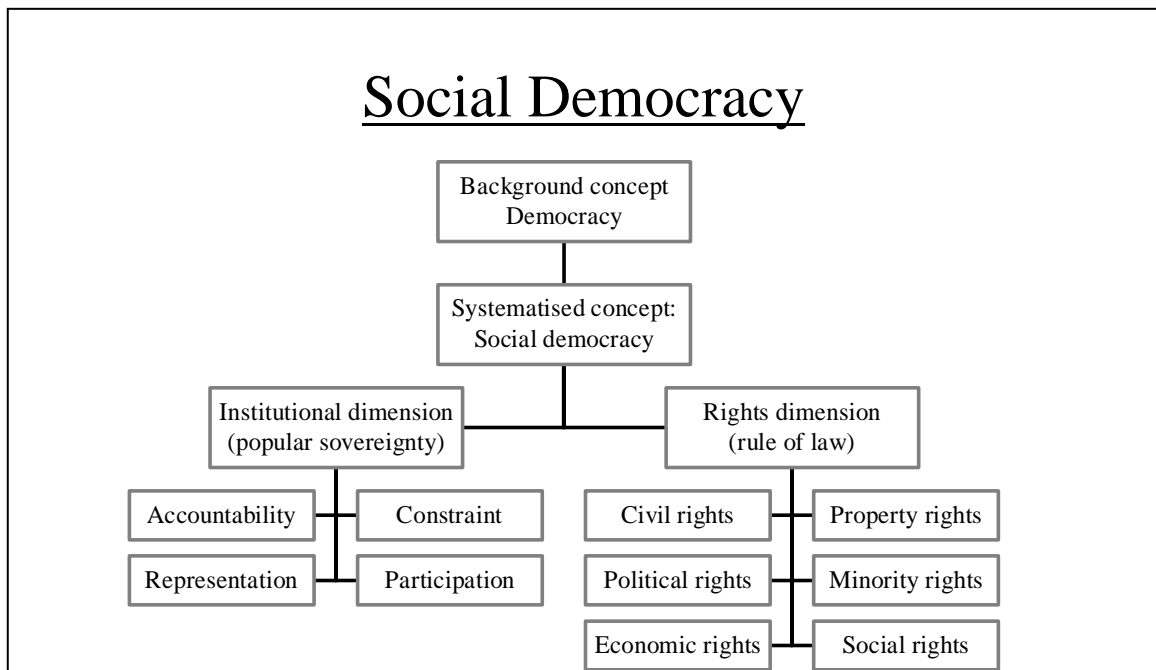 Social Democracy
Background concept
Democracy
Systematised concept:
Social democracy
Institutional dimension
(popular sovereignty)
Rights dimension
(rule of law)
Accountability
Constraint
Representation
Participation
Civil rights
Property rights
Political rights
Minority rights
Economic rights
Social rights